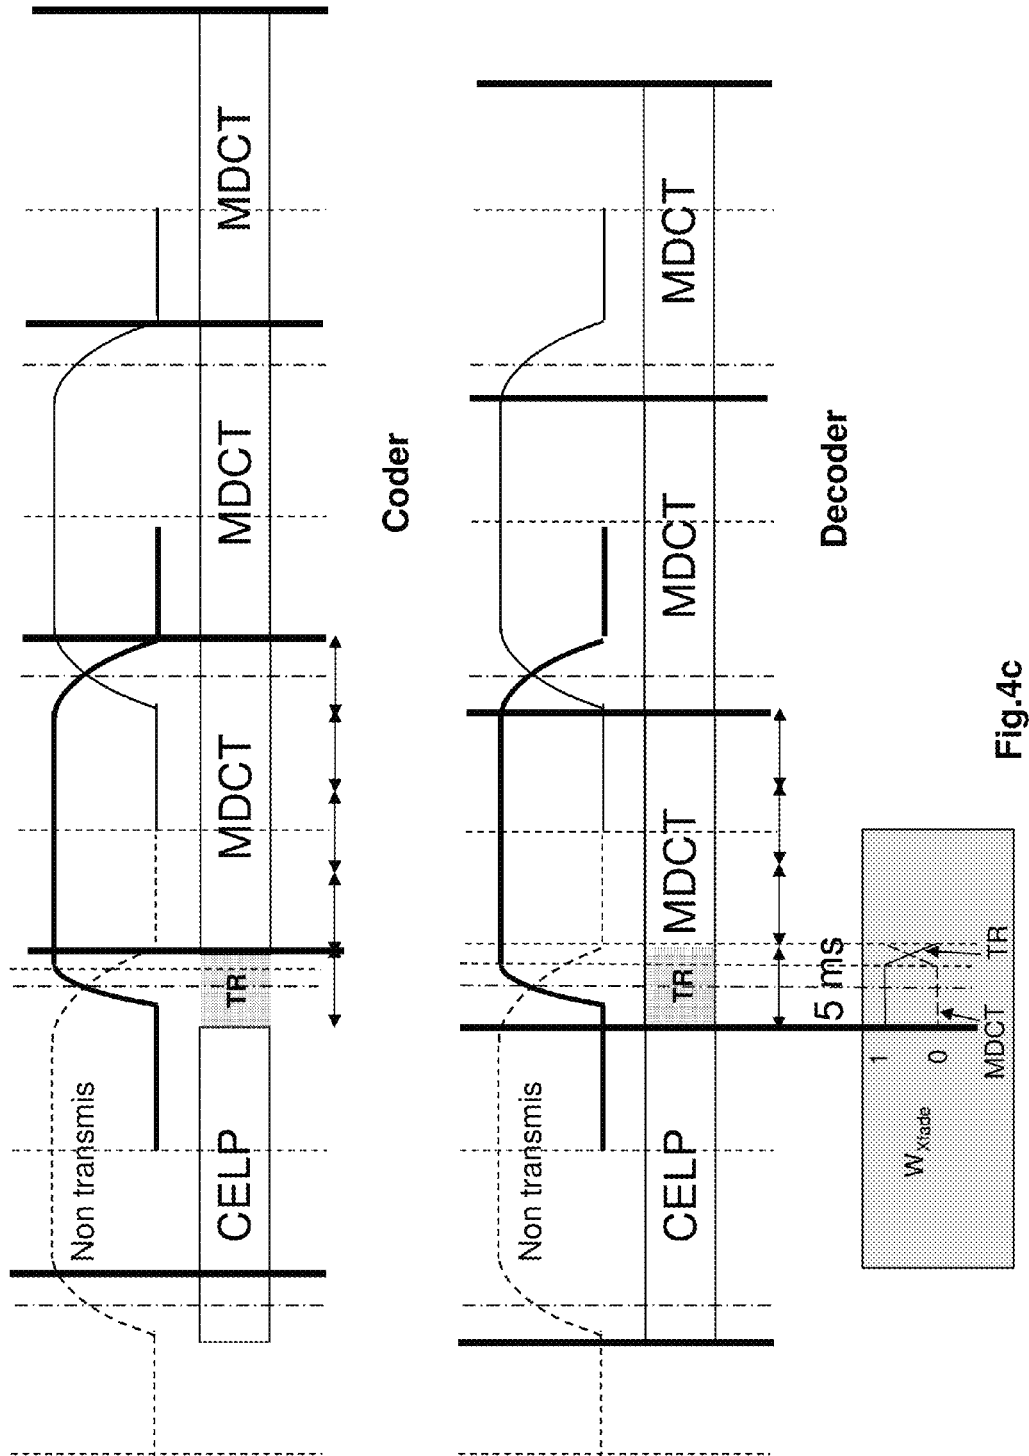 Non transmis
CELP
TR
MDCT
MDCT
MDCT
Coder
Non transmis
CELP
TR
MDCT
MDCT
MDCT
5 ms
Decoder
1
0
WXfade
MDCT
TR
Fig.4c